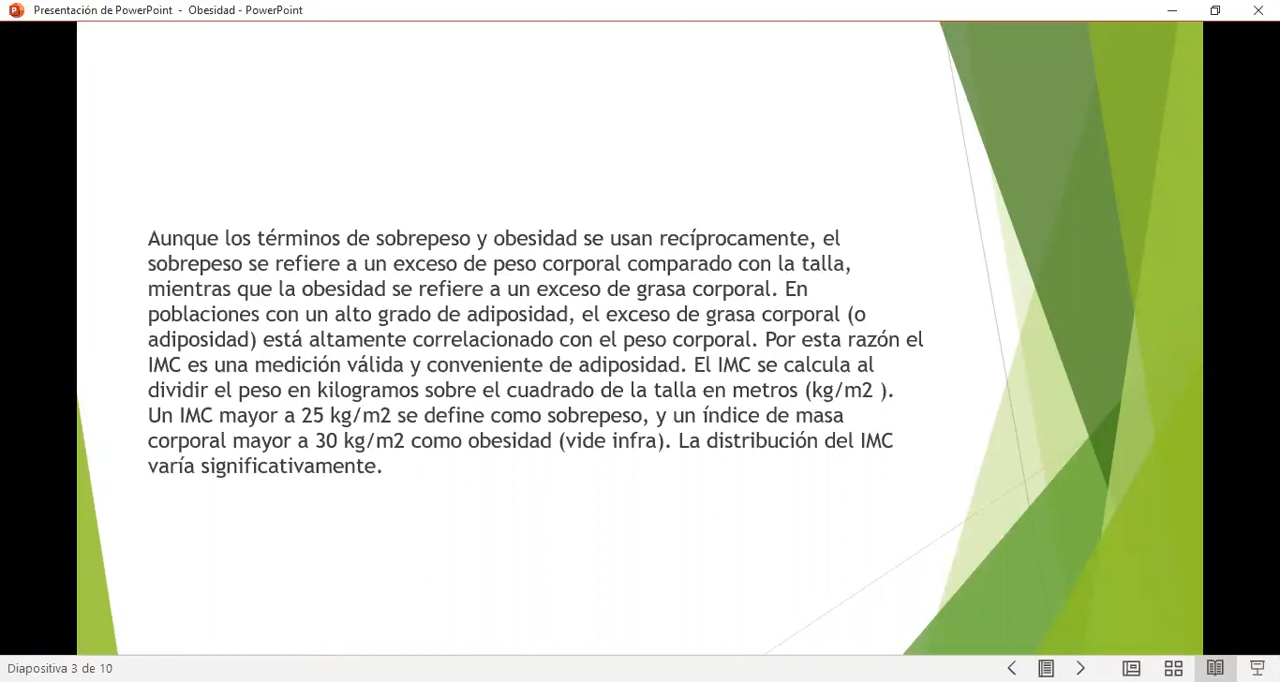 Presentación de PowerPoint - Obesidad - PowerPoint
Aunque los términos de sobrepeso y obesidad se usan recíprocamente, el
sobrepeso se refiere a un exceso de peso corporal comparado con la talla,
mientras que la obesidad se refiere a un exceso de grasa corporal. En
poblaciones con un alto grado de adiposidad, el exceso de grasa corporal (o
adiposidad) está altamente correlacionado con el peso corporal. Por esta razón el
IMC es una medición válida y conveniente de adiposidad. El IMC se calcula al
dividir el peso en kilogramos sobre el cuadrado de la talla en metros (kg/m2 ).
Un IMC mayor a 25 kg/m2 se define como sobrepeso, y un índice de masa
corporal mayor a 30 kg/m2 como obesidad (vide infra). La distribución del IMC
varía significativamente.
Diapositiva 3 de 10